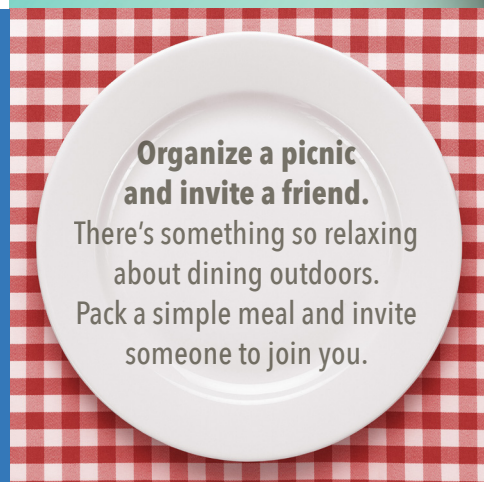 Organize a picnic
and invite a friend.
There's something so relaxing
about dining outdoors.
Pack a simple meal and invite
someone to join you.